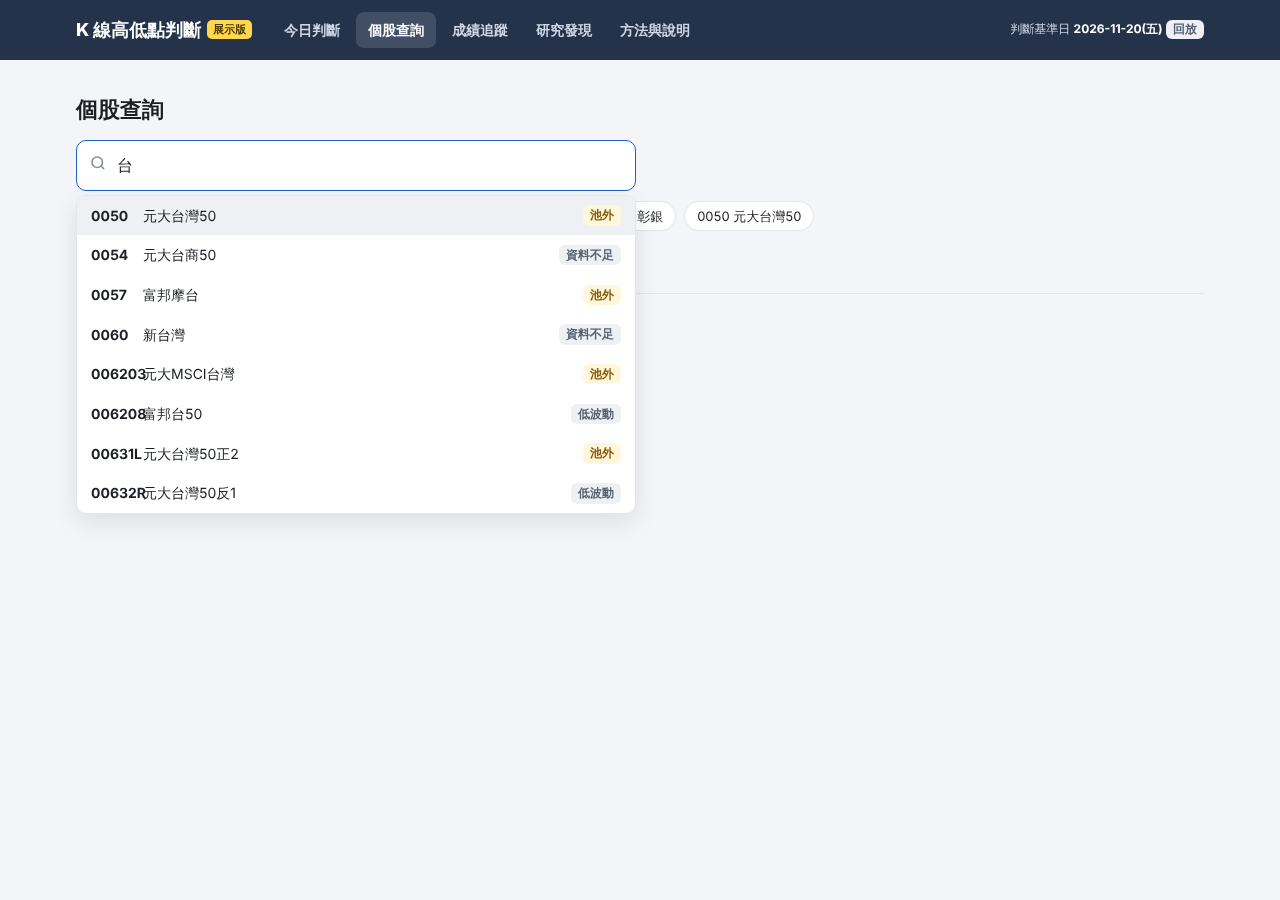 K 線高低點判斷 展示版 今日判斷 個股查詢 成績追蹤 研究發現 方法與說明 判斷基準日 2026-11-20(五) 回放
個股查詢
台
0050 元大台灣50 池外
彰銀 0050 元大台灣50
0054 元大台商50 資料不足
0057 富邦摩台 池外
0060 新台灣 資料不足
006203 元大MSCI台灣 池外
006208 富邦台50 低波動
00631L 元大台灣50正2 池外
00632R 元大台灣50反1 低波動